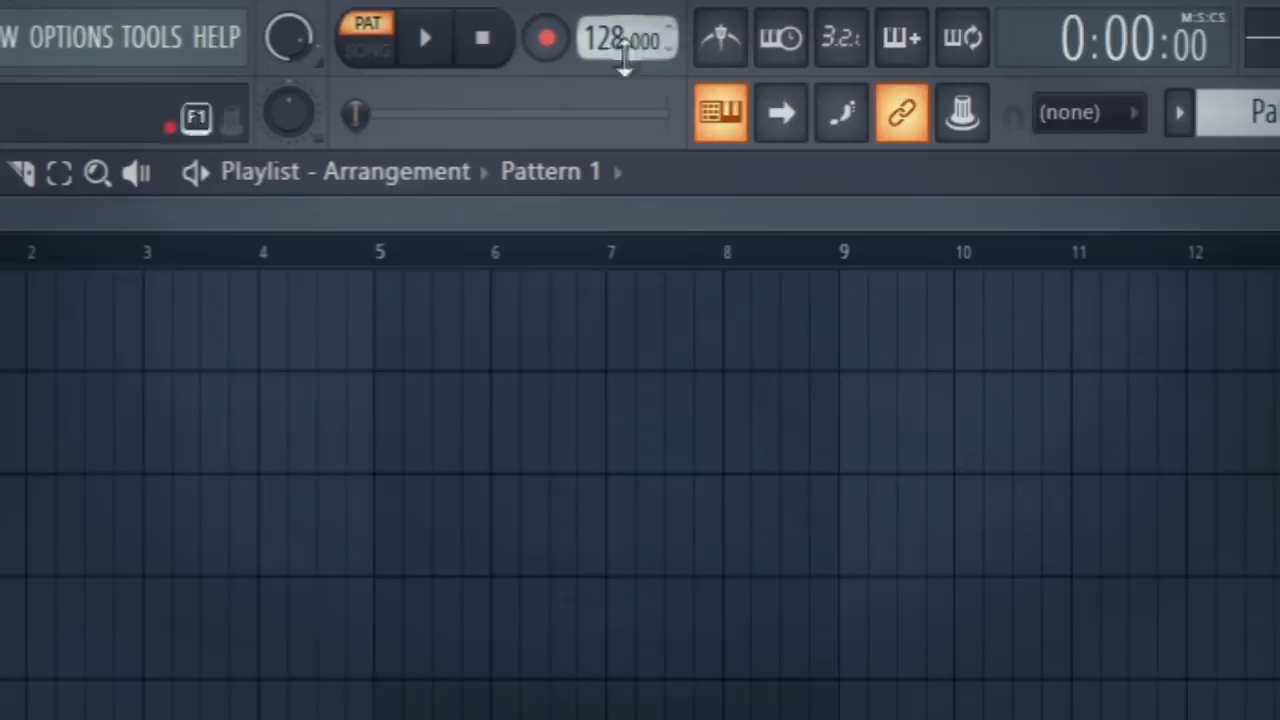 W OPTIONS TOOLS HELP
PAT
SONG
128.000
3.2.
M:S:CS
0:00:00
F1
(none)
Pa
Playlist - Arrangement
Pattern 1
2 3 4 5 6 7 8 9 10 11 12